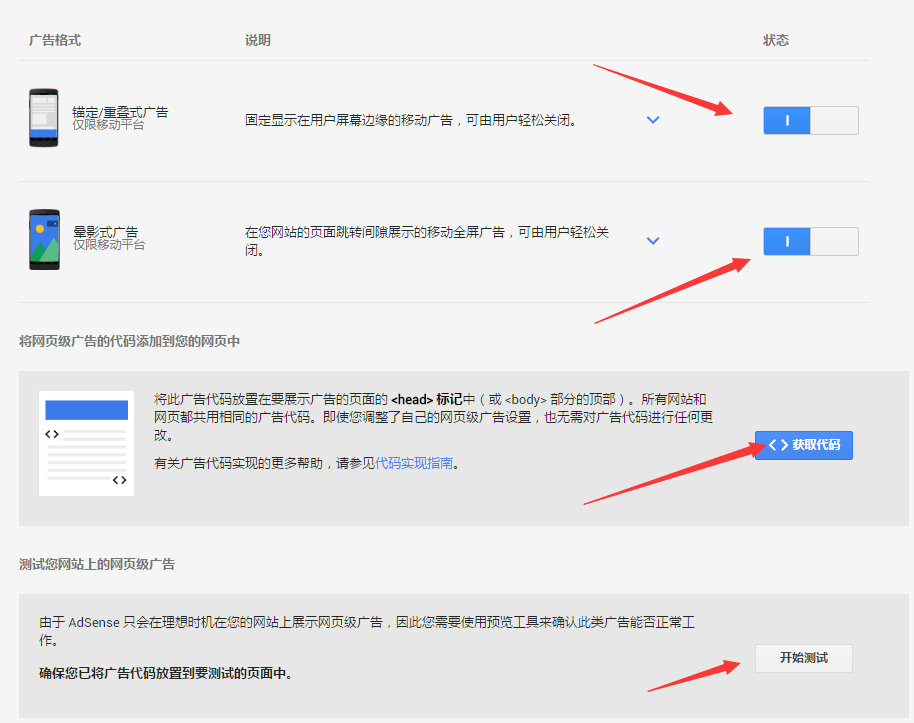 广告格式 说明 状态
锚定/重叠式广告
仅限移动平台
固定显示在用户屏幕边缘的移动广告，可由用户轻松关闭。
晕影式广告
仅限移动平台
在您网站的页面跳转间隙展示的移动全屏广告，可由用户轻松关
闭。
将网页级广告的代码添加到您的网页中
将此广告代码放置在要展示广告的页面的 <head> 标记中（或 <body> 部分的顶部）。所有网站和
网页都共用相同的广告代码。即使您调整了自己的网页级广告设置，也无需对广告代码进行任何更
改。
有关广告代码实现的更多帮助，请参见代码实现指南。
<> 获取代码
测试您网站上的网页级广告
由于 AdSense 只会在理想时机在您的网站上展示网页级广告，因此您需要使用预览工具来确认此类广告能否正常工
作。
确保您已将广告代码放置到要测试的页面中。
开始测试